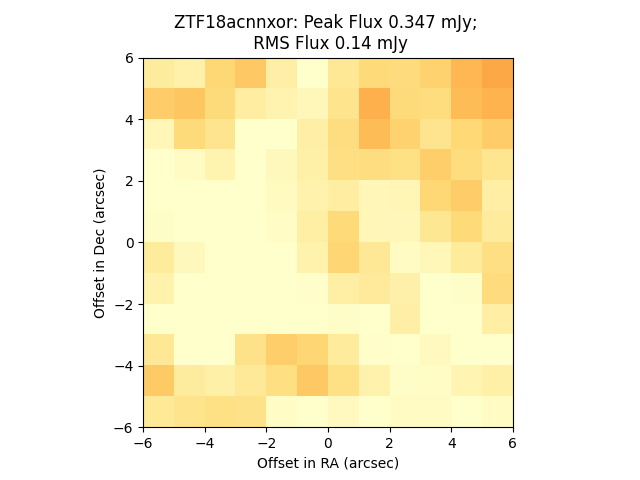 ZTF18acnnxor: Peak Flux 0.347 mJy;
RMS Flux 0.14 mJy
6
4
2
0
−2
−4
−6
Offset in Dec (arcsec)
−6 −4 −2 0 2 4 6
Offset in RA (arcsec)